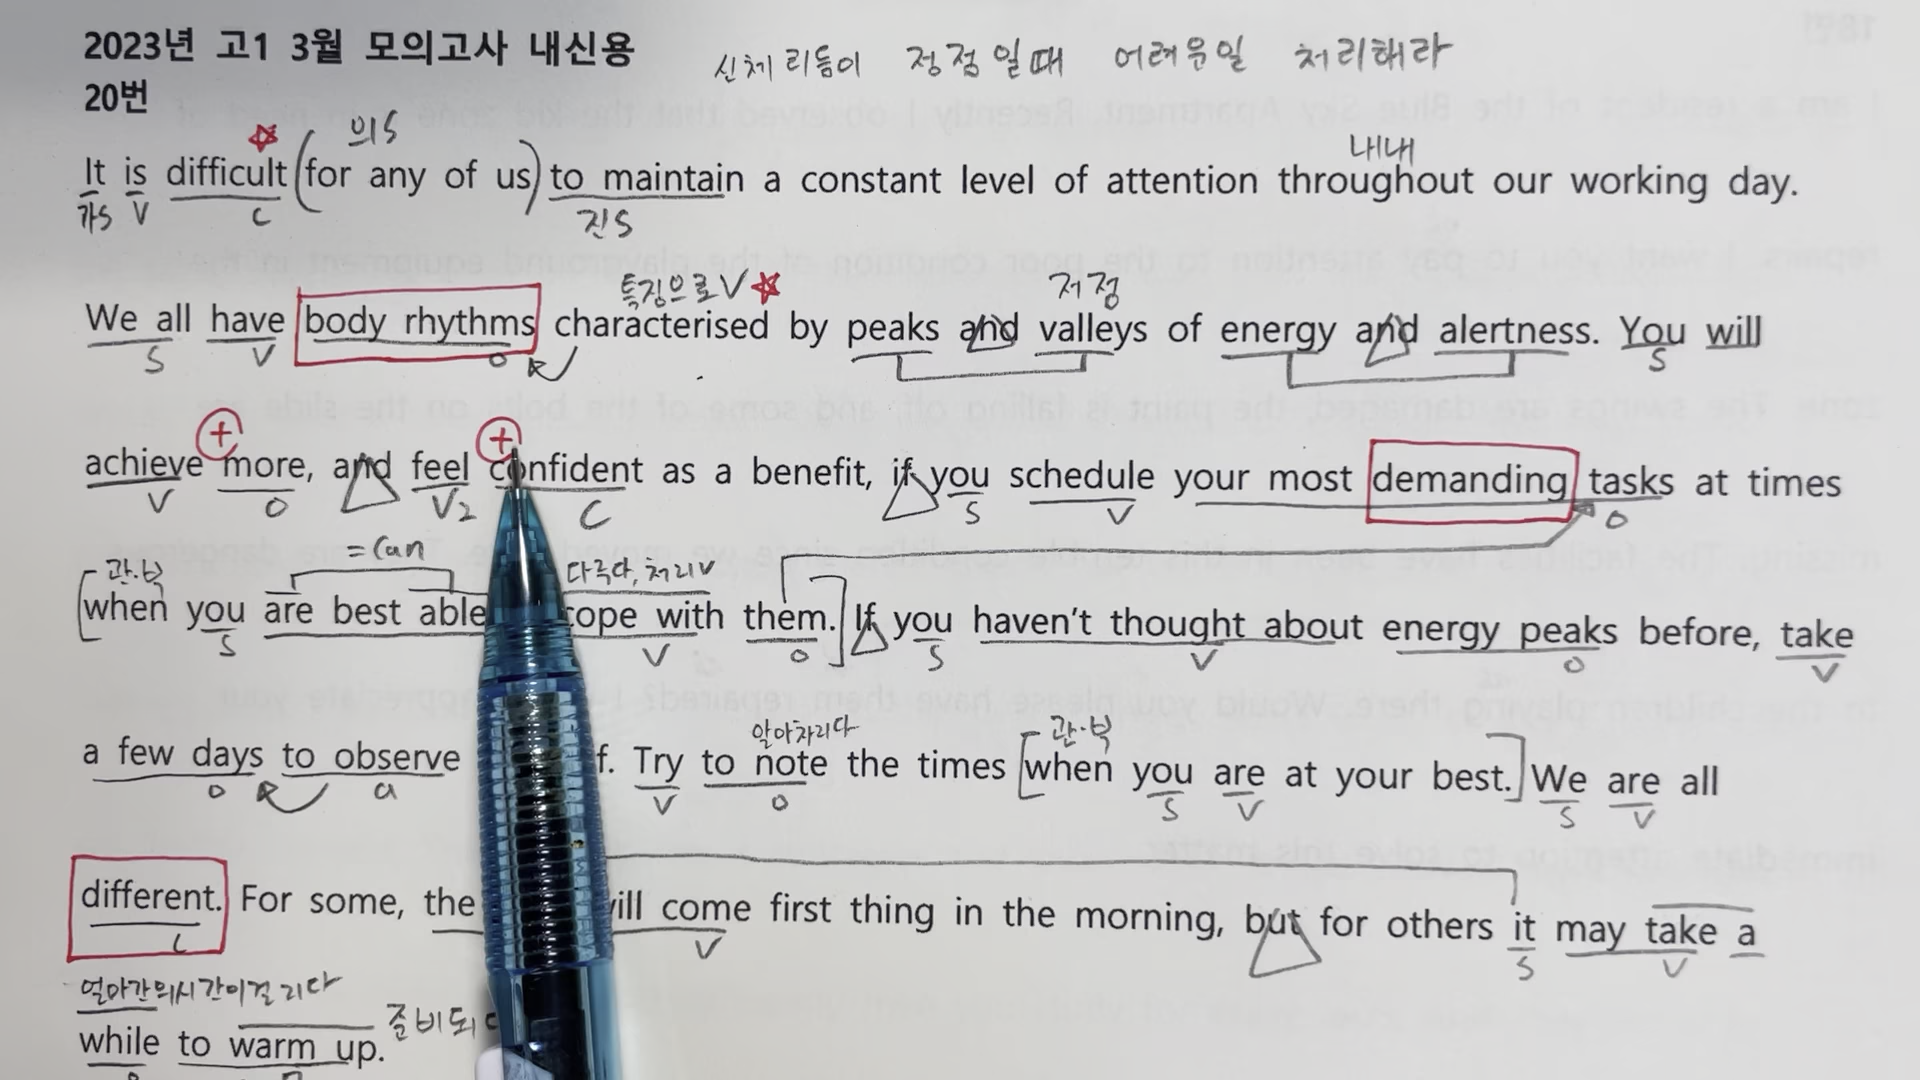 2023년 고1 3월 모의고사 내신용
신체 리듬이 정점일때 어려운일 처리해라
20번
의S
내내
It is difficult (for any of us) to maintain a constant level of attention throughout our working day.
가S V C 진S
특징으로V 저점
We all have body rhythms characterised by peaks and valleys of energy and alertness. You will
S V O S
+ +
achieve more, and feel confident as a benefit, if you schedule your most demanding tasks at times
V O V2 C S V O
관·부 = can 다루다, 처리V
[when you are best able cope with them.] If you haven't thought about energy peaks before, take
S V O S V O V
알아차리다 관·부
a few days to observe f. Try to note the times [when you are at your best.] We are all
O a V O S V S V
different. For some, the will come first thing in the morning, but for others it may take a
C V S V
얼마간의시간이걸리다
while to warm up.
준비되